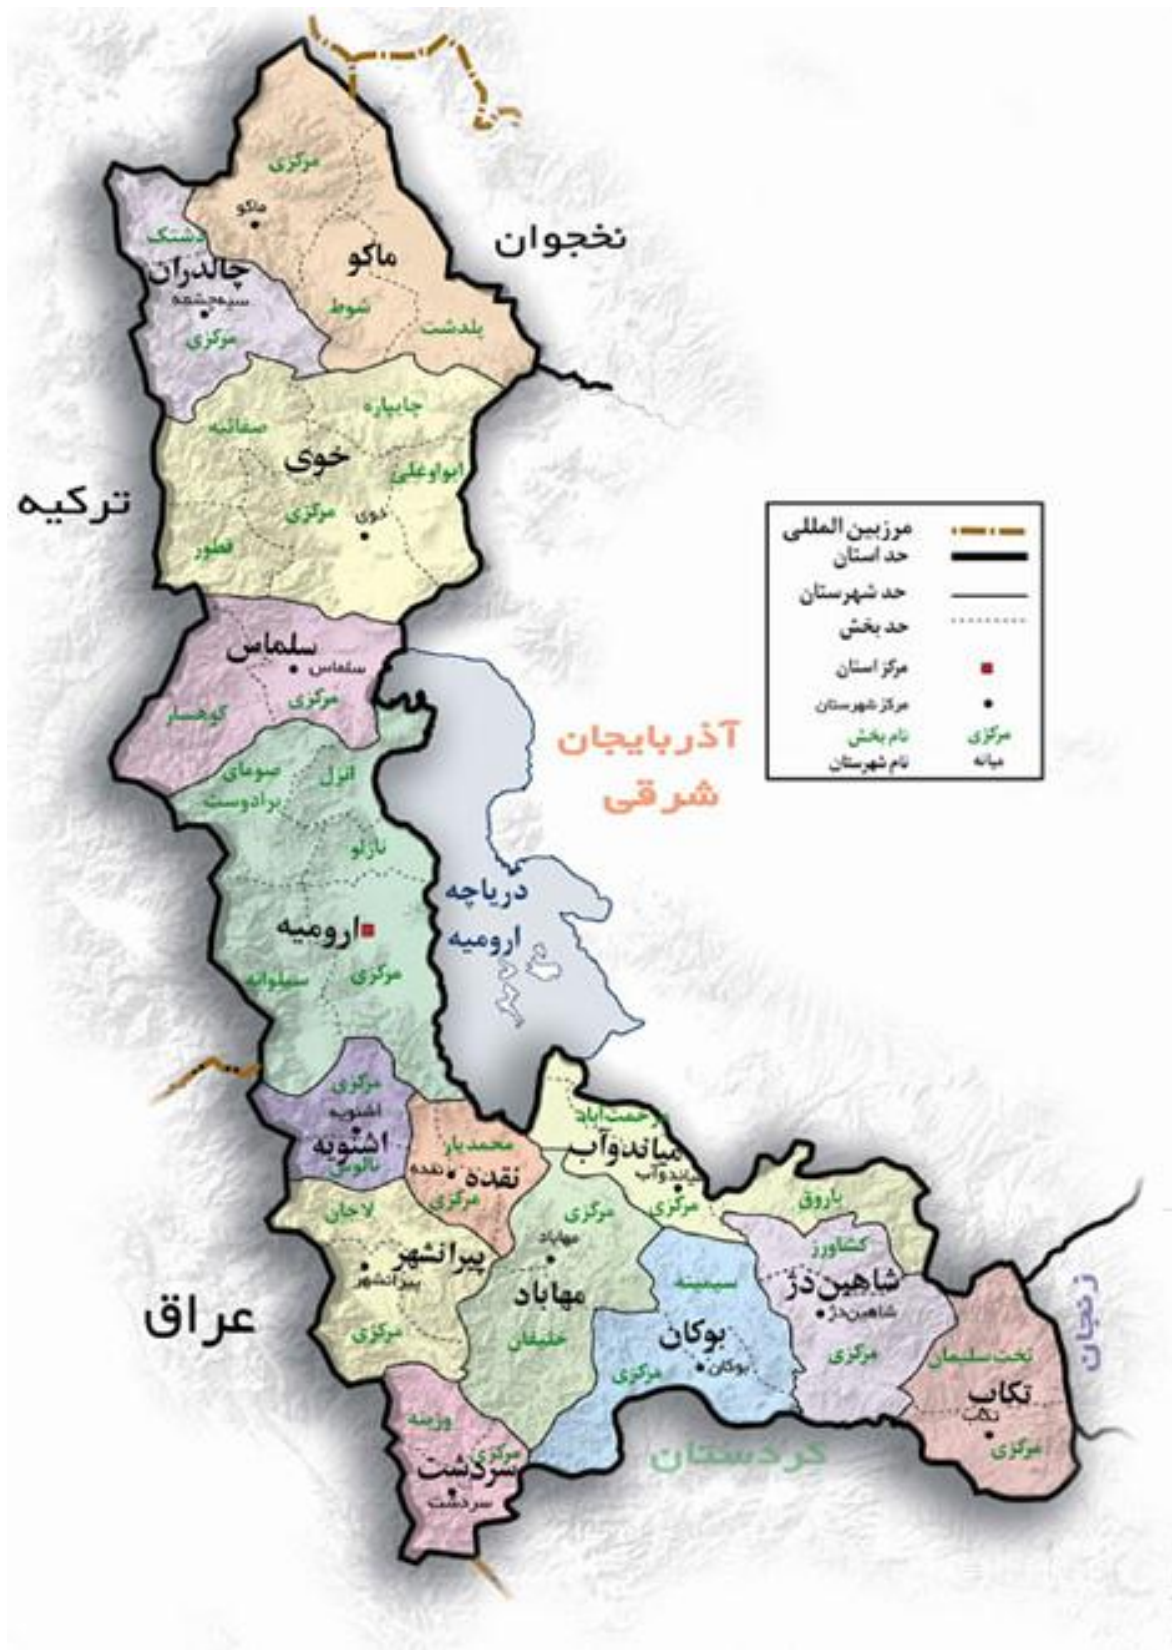 مرکزی
ماکو
نخجوان
دشتک
ماکو
چالدران
سیه‌چشمه
شوط
پلدشت
مرکزی
چایپاره
صفائیه
خوی
ایواوغلی
ترکیه
مرکزی
خوی
قطور
مرزبین المللی
حد استان
حد شهرستان
حد بخش
مرکز استان
مرکز شهرستان
نام بخش
مرکزی
نام شهرستان
میانه
سلماس
سلماس
مرکزی
کوهسار
آذربایجان
شرقی
صومای
برادوست
انزل
نازلو
دریاچه
ارومیه
ارومیه
سیلوانه
مرکزی
مرکزی
اشنویه
اشنویه
نالوس
محمدیار
نقده
نقده
مرکزی
مرحمت‌آباد
میاندوآب
میاندوآب
مرکزی
باروق
لاجان
پیرانشهر
پیرانشهر
مرکزی
مرکزی
مهاباد
مهاباد
خلیفان
کشاورز
شاهین‌دژ
شاهین‌دژ
مرکزی
سیمینه
بوکان
بوکان
مرکزی
عراق
زنجان
تخت‌سلیمان
تکاب
تکاب
مرکزی
وزینه
مرکزی
سردشت
سردشت
کردستان